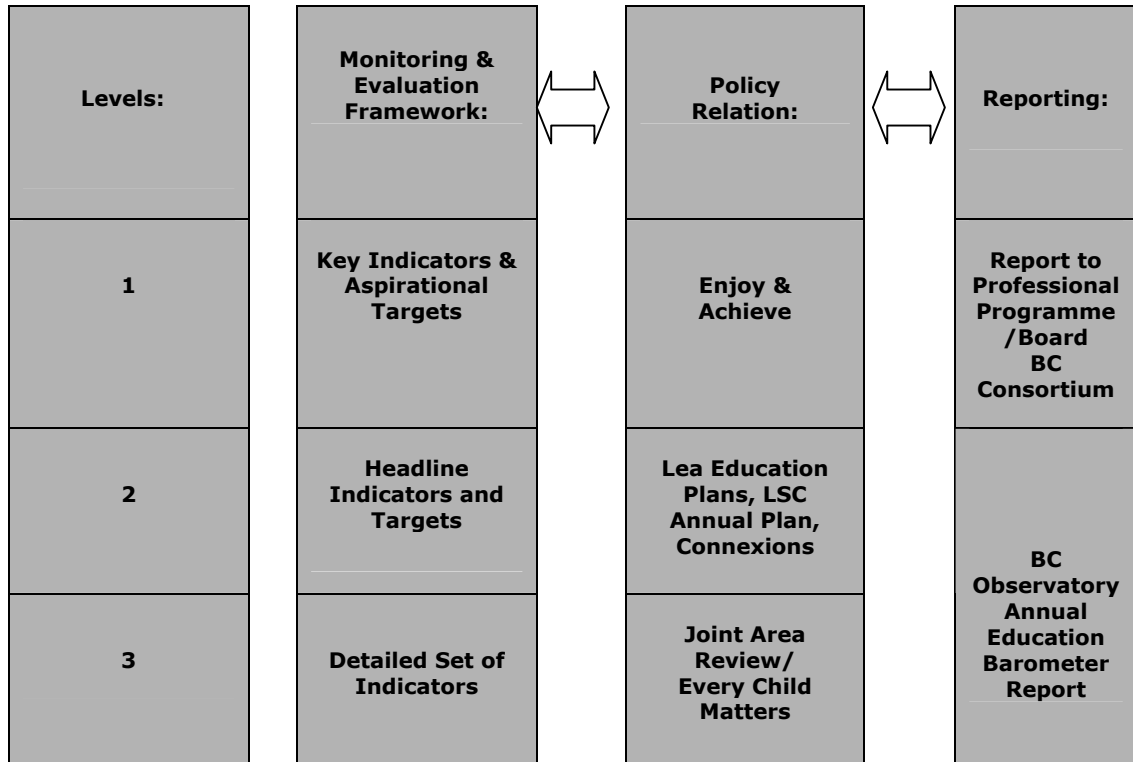 Levels:
Monitoring &
Evaluation
Framework:
Policy
Relation:
Reporting:
1
Key Indicators &
Aspirational
Targets
Enjoy &
Achieve
Report to
Professional
Programme
/Board
BC
Consortium
2
Headline
Indicators and
Targets
Lea Education
Plans, LSC
Annual Plan,
Connexions
BC
Observatory
Annual
Education
Barometer
Report
3
Detailed Set of
Indicators
Joint Area
Review/
Every Child
Matters